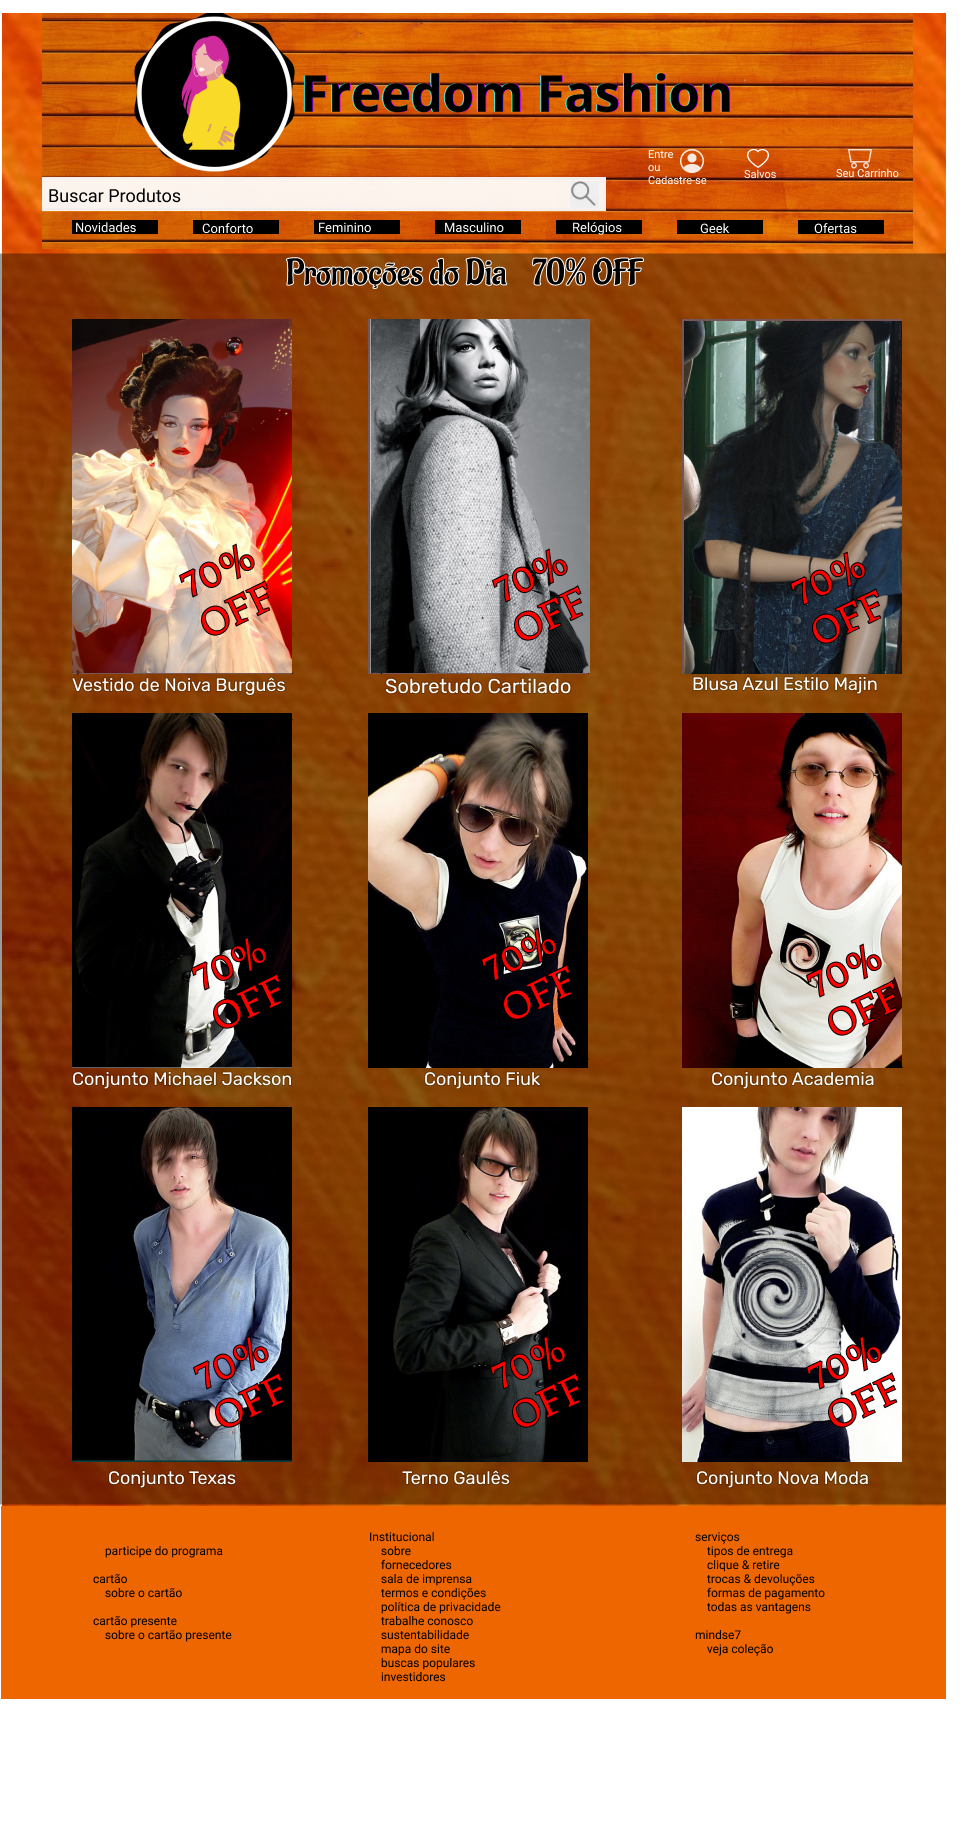 Freedom Fashion
Entre
ou
Cadastre-se
Salvos
Seu Carrinho
Buscar Produtos
Novidades
Conforto
Feminino
Masculino
Relógios
Geek
Ofertas
Promoções do Dia 70% OFF
70%
OFF
70%
OFF
70%
OFF
Vestido de Noiva Burguês
Sobretudo Cartilado
Blusa Azul Estilo Majin
70%
OFF
70%
OFF
70%
OFF
Conjunto Michael Jackson
Conjunto Fiuk
Conjunto Academia
70%
OFF
70%
OFF
70%
OFF
Conjunto Texas
Terno Gaulês
Conjunto Nova Moda
participe do programa
cartão
sobre o cartão
cartão presente
sobre o cartão presente
Institucional
sobre
fornecedores
sala de imprensa
termos e condições
política de privacidade
trabalhe conosco
sustentabilidade
mapa do site
buscas populares
investidores
serviços
tipos de entrega
clique & retire
trocas & devoluções
formas de pagamento
todas as vantagens
mindse7
veja coleção